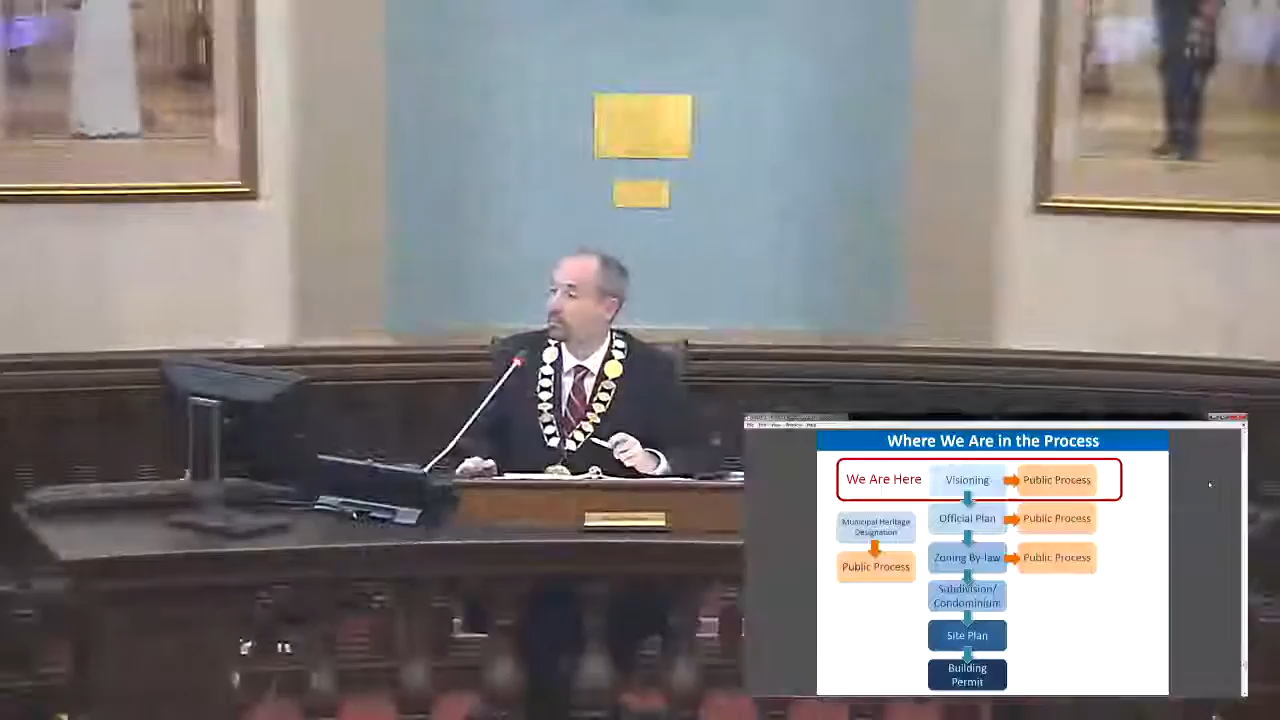 Where We Are in the Process
We Are Here
Visioning
Public Process
Official Plan
Public Process
Municipal Heritage
Designation
Zoning By-law
Public Process
Public Process
Subdivision/
Condominium
Site Plan
Building
Permit